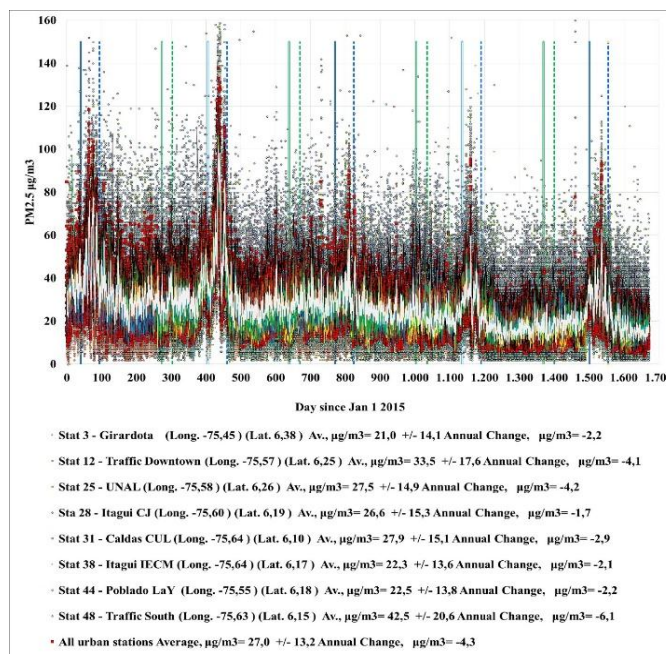 160
140
120
100
80
60
40
20
0
PM2.5 µg/m3
0 100 200 300 400 500 600 700 800 900 1.000 1.100 1.200 1.300 1.400 1.500 1.600 1.700
Day since Jan 1 2015
Stat 3 - Girardota (Long. -75,45 ) (Lat. 6,38 ) Av., µg/m3= 21,0 +/- 14,1 Annual Change, µg/m3= -2,2
Stat 12 - Traffic Downtown (Long. -75,57 ) (Lat. 6,25 ) Av., µg/m3= 33,5 +/- 17,6 Annual Change, µg/m3= -4,1
Stat 25 - UNAL (Long. -75,58 ) (Lat. 6,26 ) Av., µg/m3= 27,5 +/- 14,9 Annual Change, µg/m3= -4,2
Sta 28 - Itagui CJ (Long. -75,60 ) (Lat. 6,19 ) Av., µg/m3= 26,6 +/- 15,3 Annual Change, µg/m3= -1,7
Stat 31 - Caldas CUL (Long. -75,64 ) (Lat. 6,10 ) Av., µg/m3= 27,9 +/- 15,1 Annual Change, µg/m3= -2,9
Stat 38 - Itagui IECM (Long. -75,64 ) (Lat. 6,17 ) Av., µg/m3= 22,3 +/- 13,6 Annual Change, µg/m3= -2,1
Stat 44 - Poblado LaY (Long. -75,55 ) (Lat. 6,18 ) Av., µg/m3= 22,5 +/- 13,8 Annual Change, µg/m3= -2,2
Stat 48 - Traffic South (Long. -75,63 ) (Lat. 6,15 ) Av., µg/m3= 42,5 +/- 20,6 Annual Change, µg/m3= -6,1
All urban stations Average, µg/m3= 27,0 +/- 13,2 Annual Change, µg/m3= -4,3